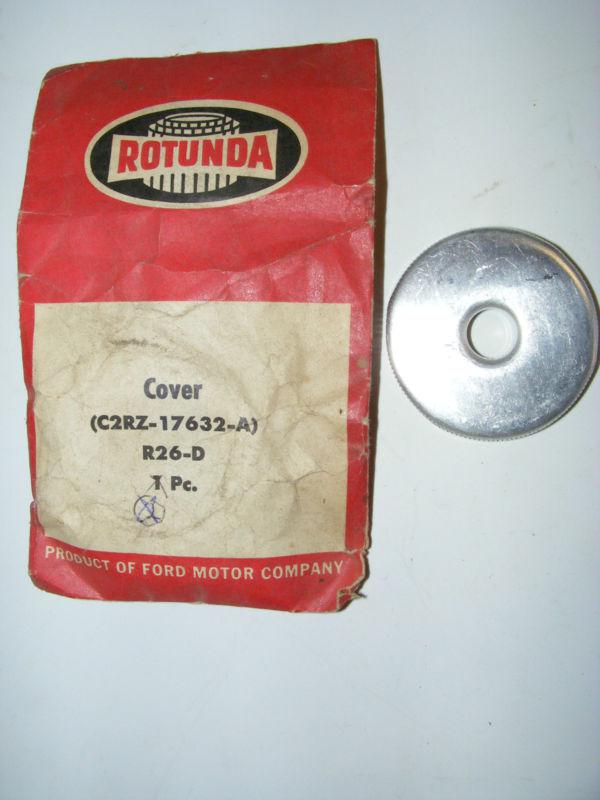 ROTUNDA
Cover
(C2RZ-17632-A)
R26-D
1 Pc.
PRODUCT OF FORD MOTOR COMPANY